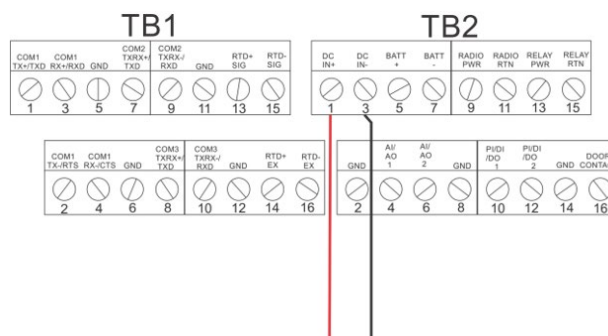 TB1 TB2
COM1 TX+/TXD COM1 RX+/RXD GND COM2 TXRX+/ TXD COM2 TXRX-/ RXD GND RTD+ SIG RTD- SIG
1 3 5 7 9 11 13 15
DC IN+ DC IN- BATT + BATT - RADIO PWR RADIO RTN RELAY PWR RELAY RTN
1 3 5 7 9 11 13 15
COM1 TX-/RTS COM1 RX-/CTS GND COM3 TXRX+/ TXD COM3 TXRX-/ RXD GND RTD+ EX RTD- EX
2 4 6 8 10 12 14 16
GND AI/ AO 1 AI/ AO 2 GND PI/DI /DO 1 PI/DI /DO 2 GND DOOR CONTAC
2 4 6 8 10 12 14 16